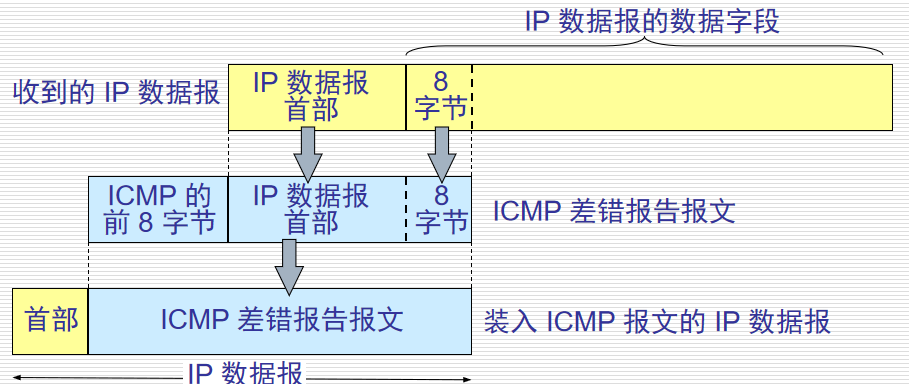 IP 数据报的数据字段
收到的 IP 数据报
IP 数据报
首部
8
字节
ICMP 的
前 8 字节
IP 数据报
首部
8
字节
ICMP 差错报告报文
首部
ICMP 差错报告报文
装入 ICMP 报文的 IP 数据报
IP 数据报